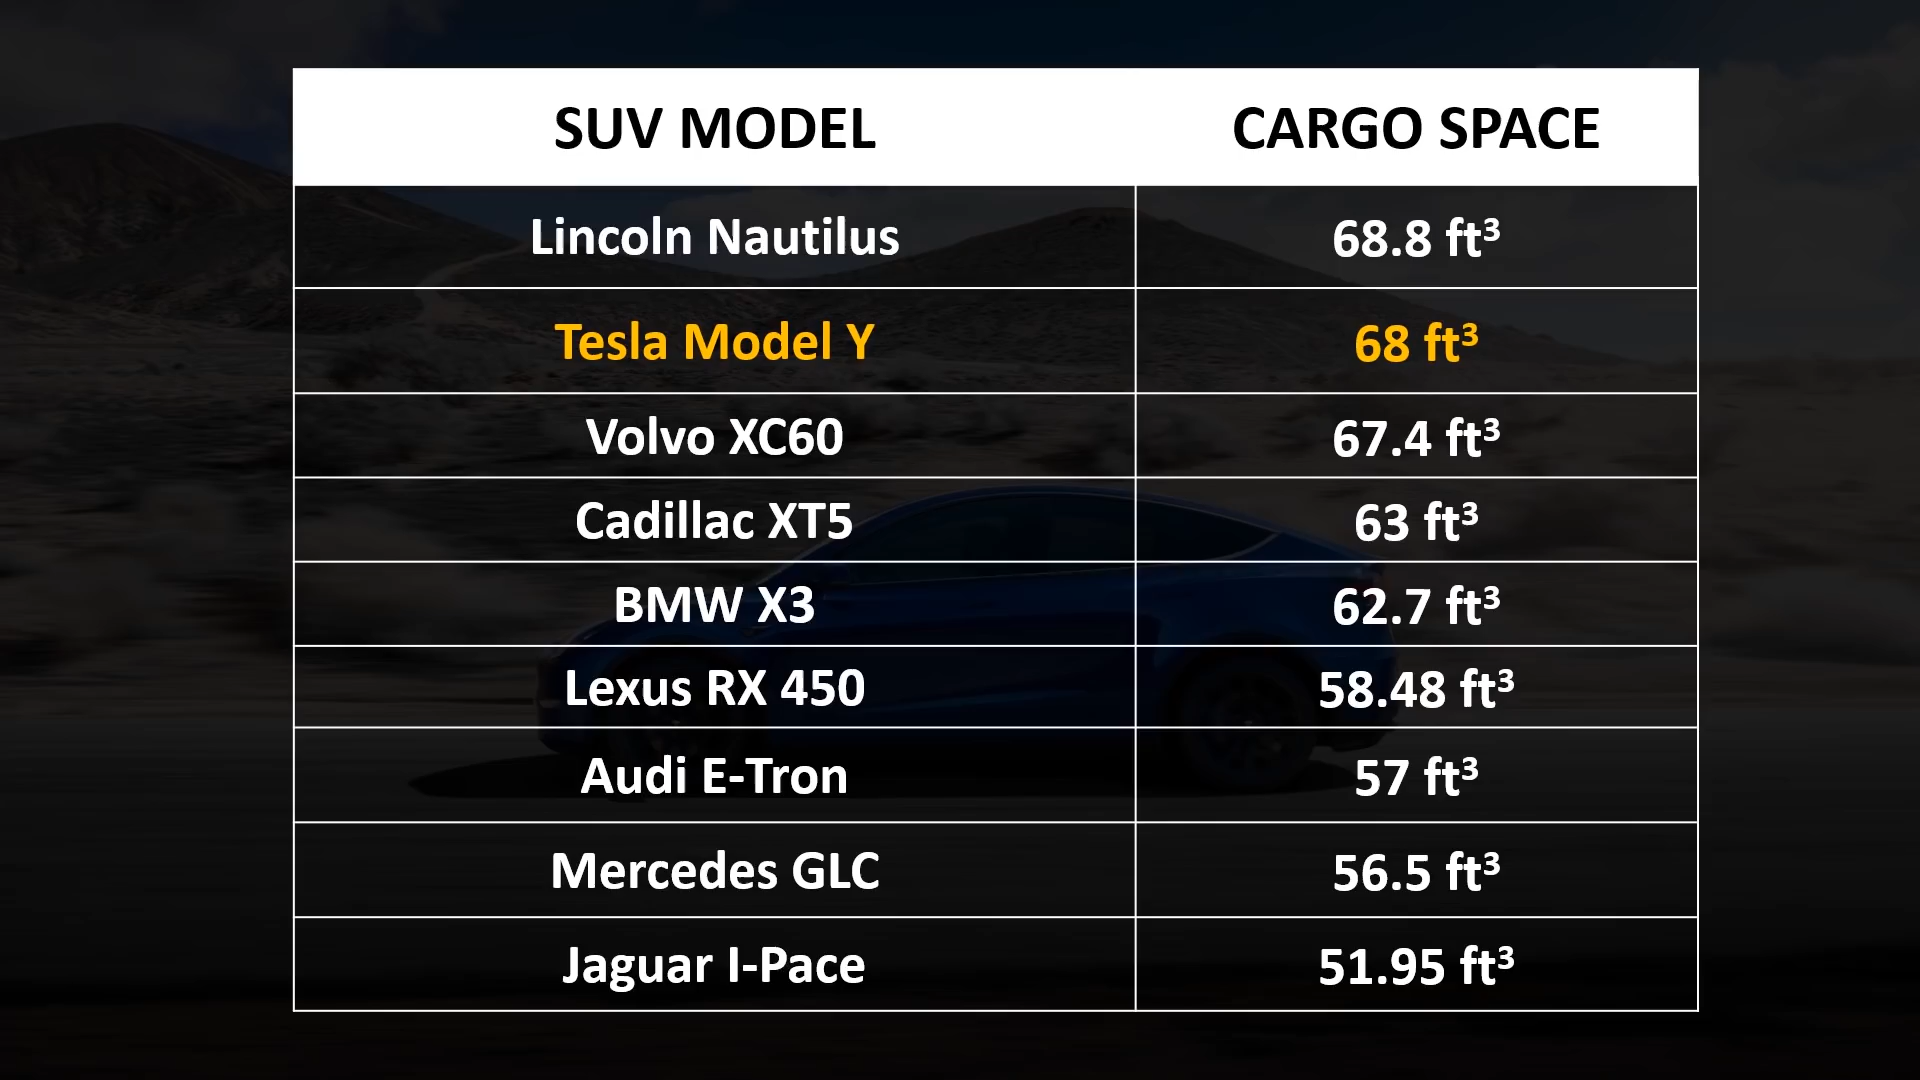 SUV MODEL CARGO SPACE
Lincoln Nautilus 68.8 ft³
Tesla Model Y 68 ft³
Volvo XC60 67.4 ft³
Cadillac XT5 63 ft³
BMW X3 62.7 ft³
Lexus RX 450 58.48 ft³
Audi E-Tron 57 ft³
Mercedes GLC 56.5 ft³
Jaguar I-Pace 51.95 ft³